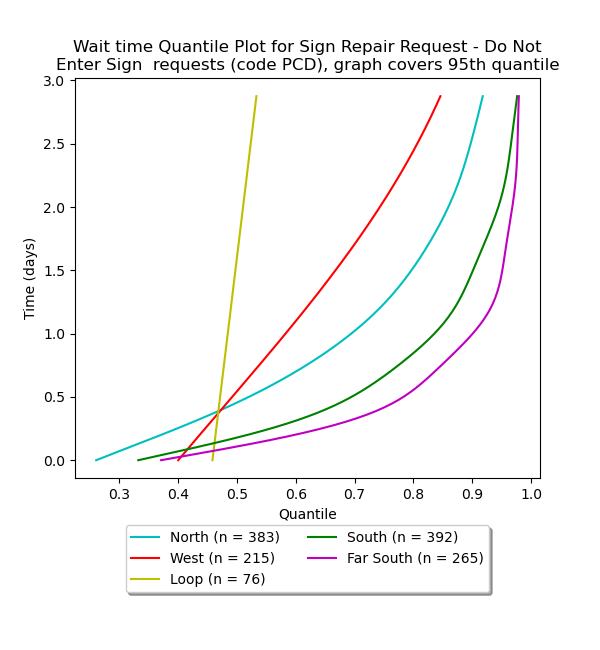 Wait time Quantile Plot for Sign Repair Request - Do Not
Enter Sign  requests (code PCD), graph covers 95th quantile
3.0
2.5
2.0
1.5
1.0
0.5
0.0
Time (days)
0.3 0.4 0.5 0.6 0.7 0.8 0.9 1.0
Quantile
North (n = 383)
West (n = 215)
Loop (n = 76)
South (n = 392)
Far South (n = 265)